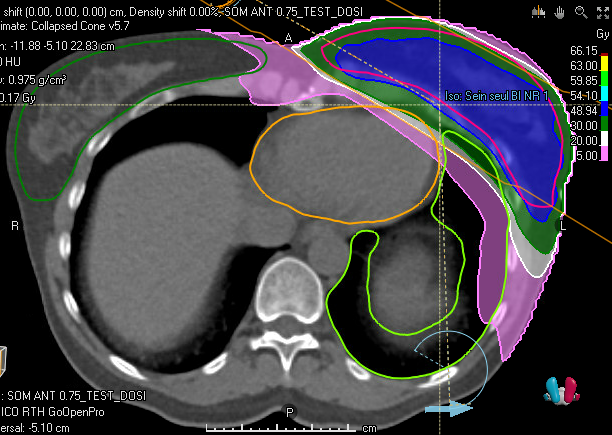 shift (0.00, 0.00, 0.00) cm, Density shift 0.00%, SOM ANT 0.75_TEST_DOSI
imate: Collapsed Cone v5.7
n: -11.88 -5.10 22.83 cm
0 HU
y: 0.975 g/cm³
0.17 Gy
A
Gy
66.15
63.00
59.85
54.10
48.94
30.00
20.00
5.00
Iso: Sein seul BI NR 1
R
L
P
: SOM ANT 0.75_TEST_DOSI
ICO RTH GoOpenPro
ersal: -5.10 cm
cm